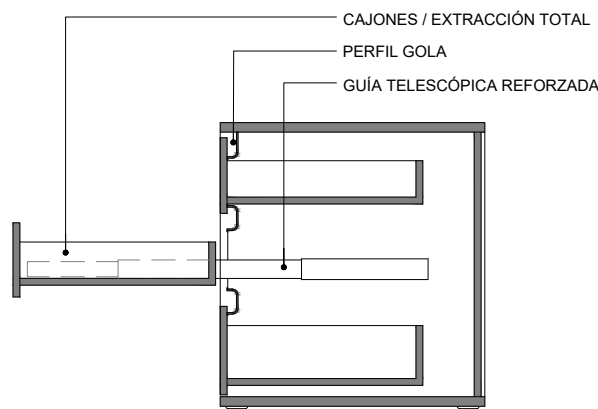 CAJONES / EXTRACCIÓN TOTAL
PERFIL GOLA
GUÍA TELESCÓPICA REFORZADA